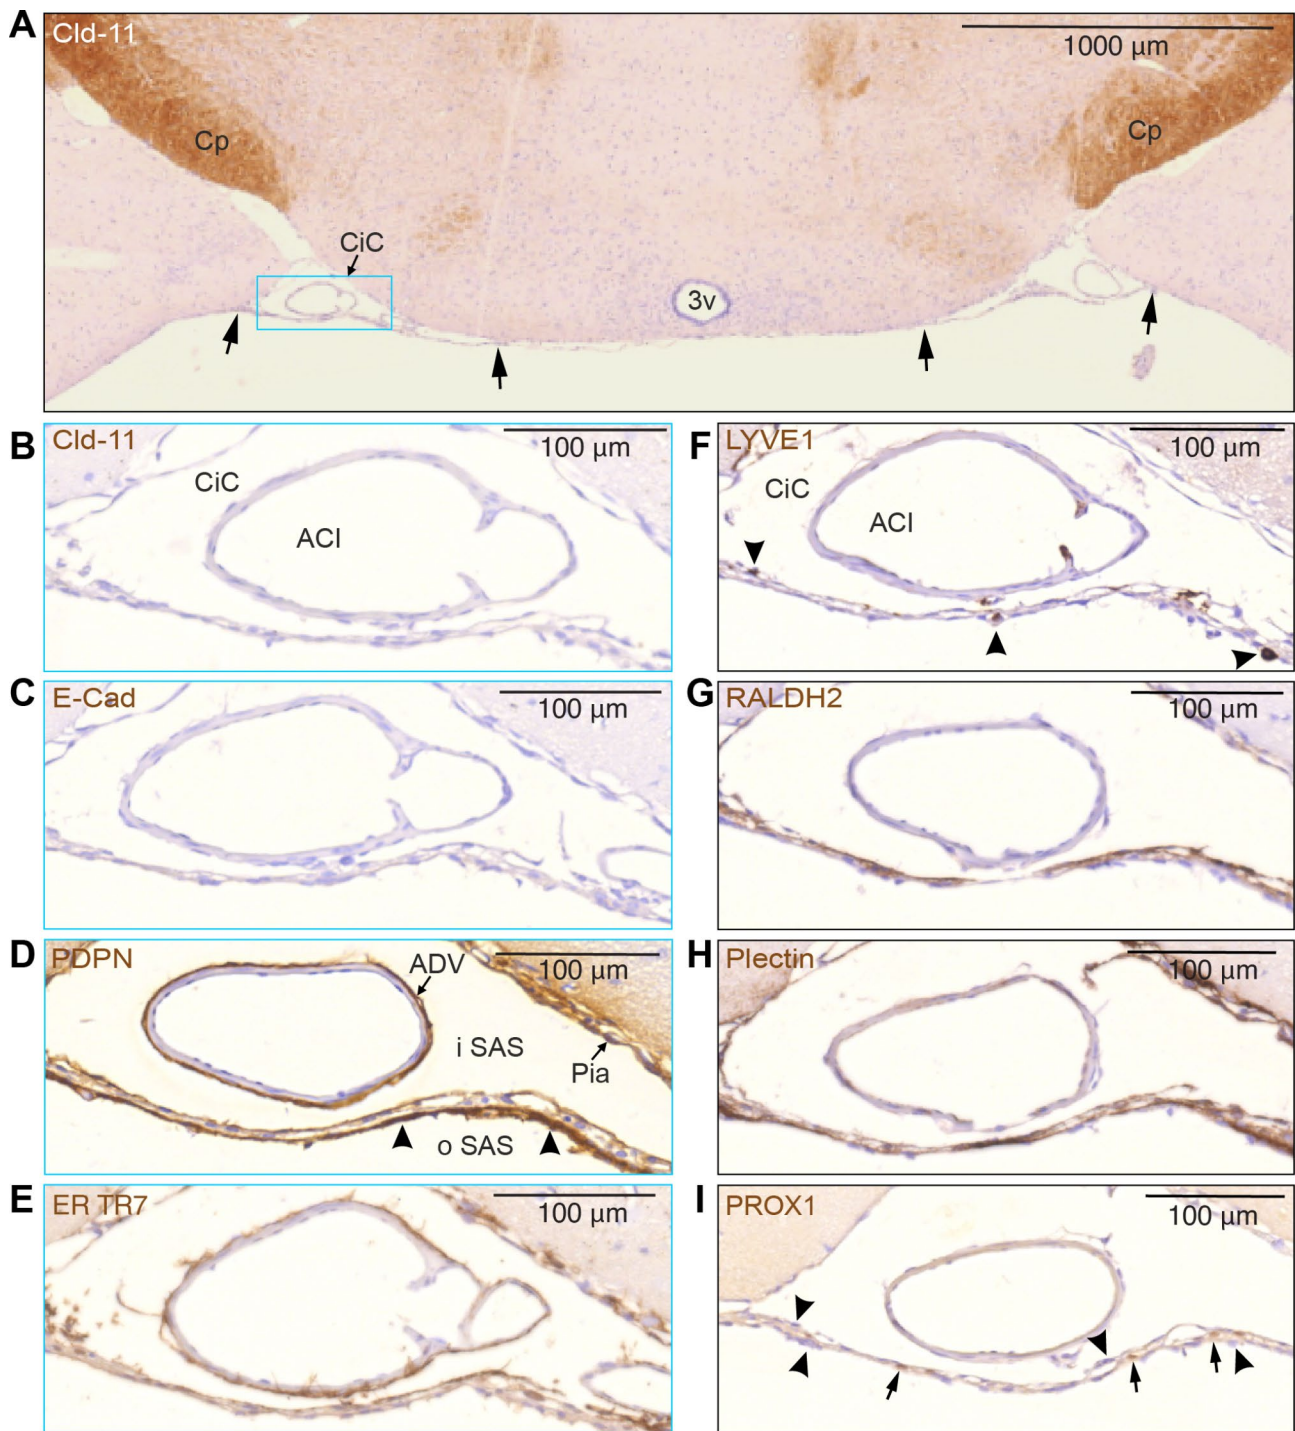 A
Cld-11
1000 µm
Cp
Cp
CiC
3v
B
Cld-11
100 µm
CiC
ACI
F
LYVE1
100 µm
CiC
ACI
C
E-Cad
100 µm
G
RALDH2
100 µm
D
PDPN
100 µm
ADV
i SAS
Pia
o SAS
H
Plectin
100 µm
E
ER TR7
100 µm
I
PROX1
100 µm